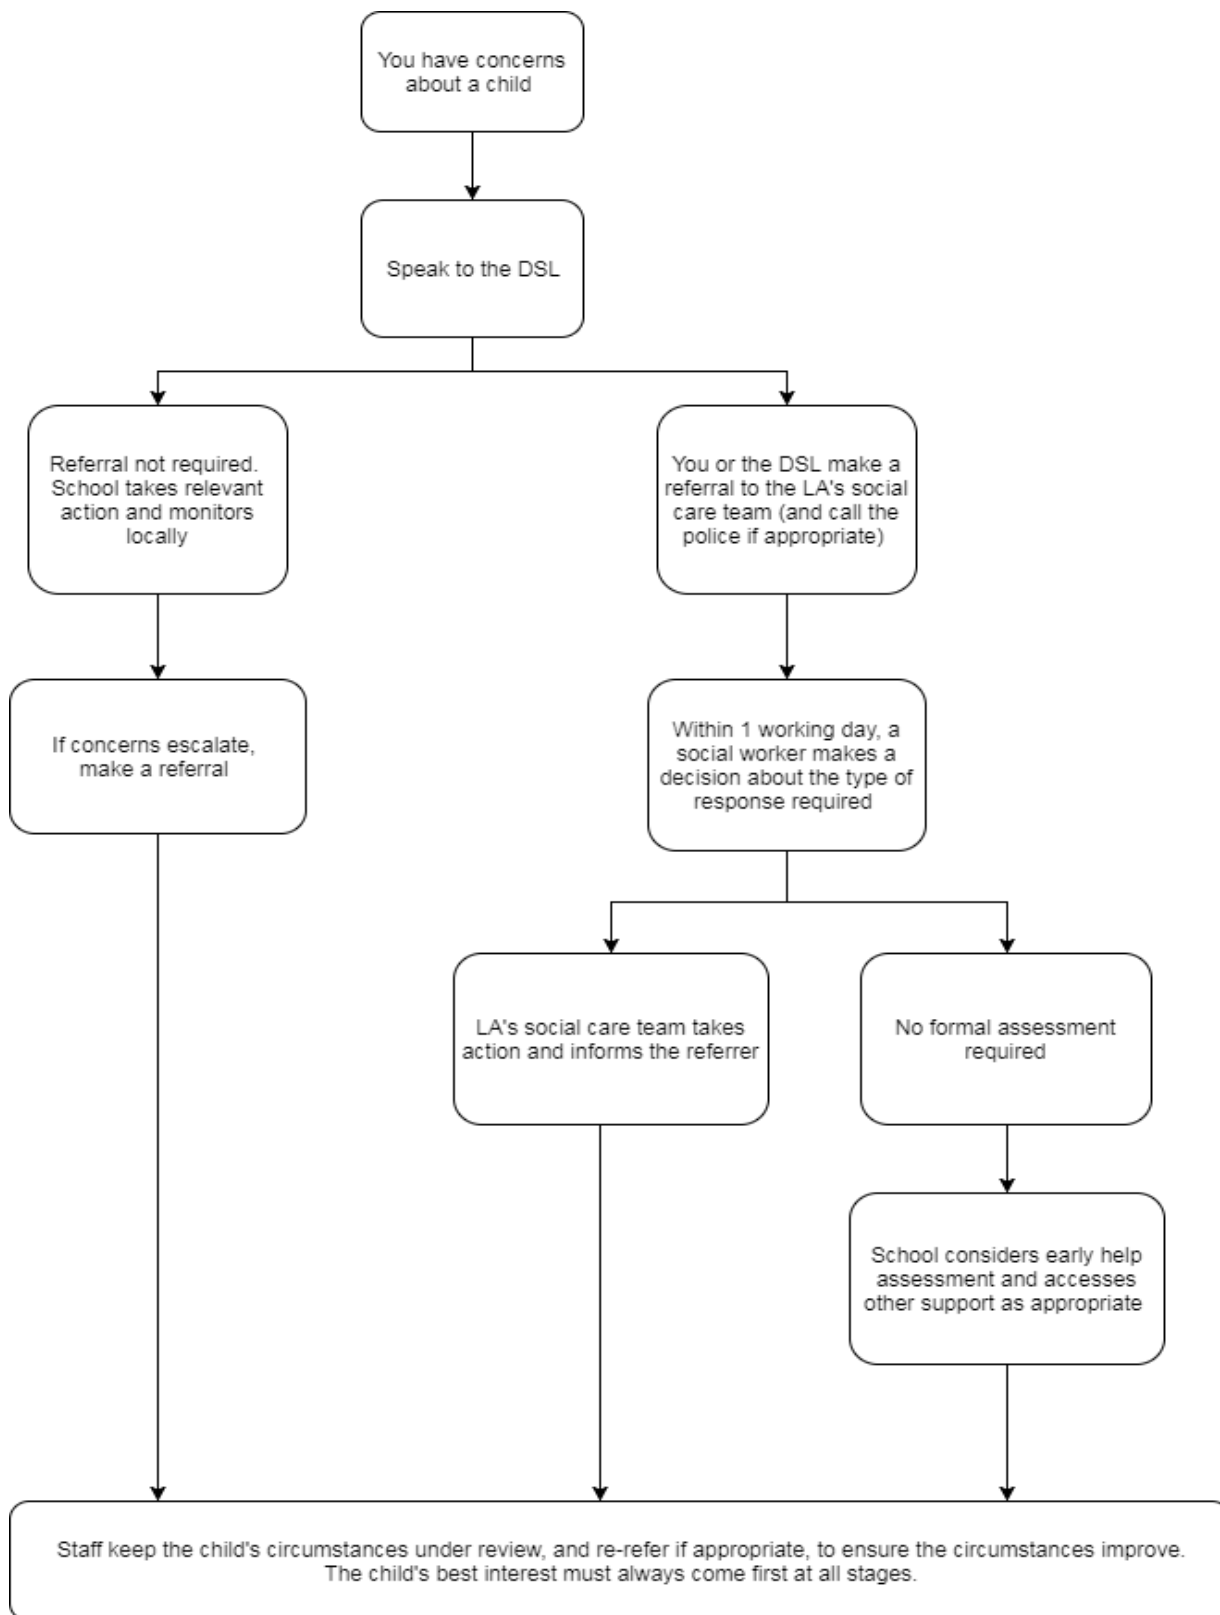 You have concerns
about a child
Speak to the DSL
Referral not required.
School takes relevant
action and monitors
locally
You or the DSL make a
referral to the LA's social
care team (and call the
police if appropriate)
If concerns escalate,
make a referral
Within 1 working day, a
social worker makes a
decision about the type of
response required
LA's social care team takes
action and informs the referrer
No formal assessment
required
School considers early help
assessment and accesses
other support as appropriate
Staff keep the child's circumstances under review, and re-refer if appropriate, to ensure the circumstances improve.
The child's best interest must always come first at all stages.